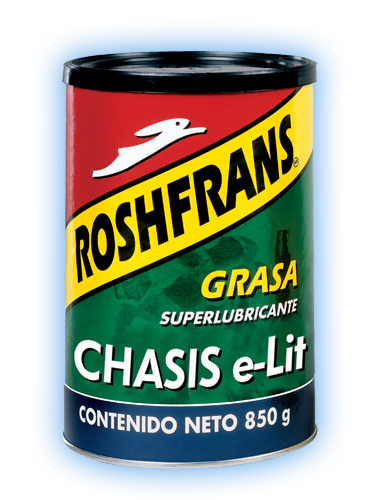 ROSHFRANS
GRASA
SUPERLUBRICANTE
CHASIS e-Lit
CONTENIDO NETO 850 g